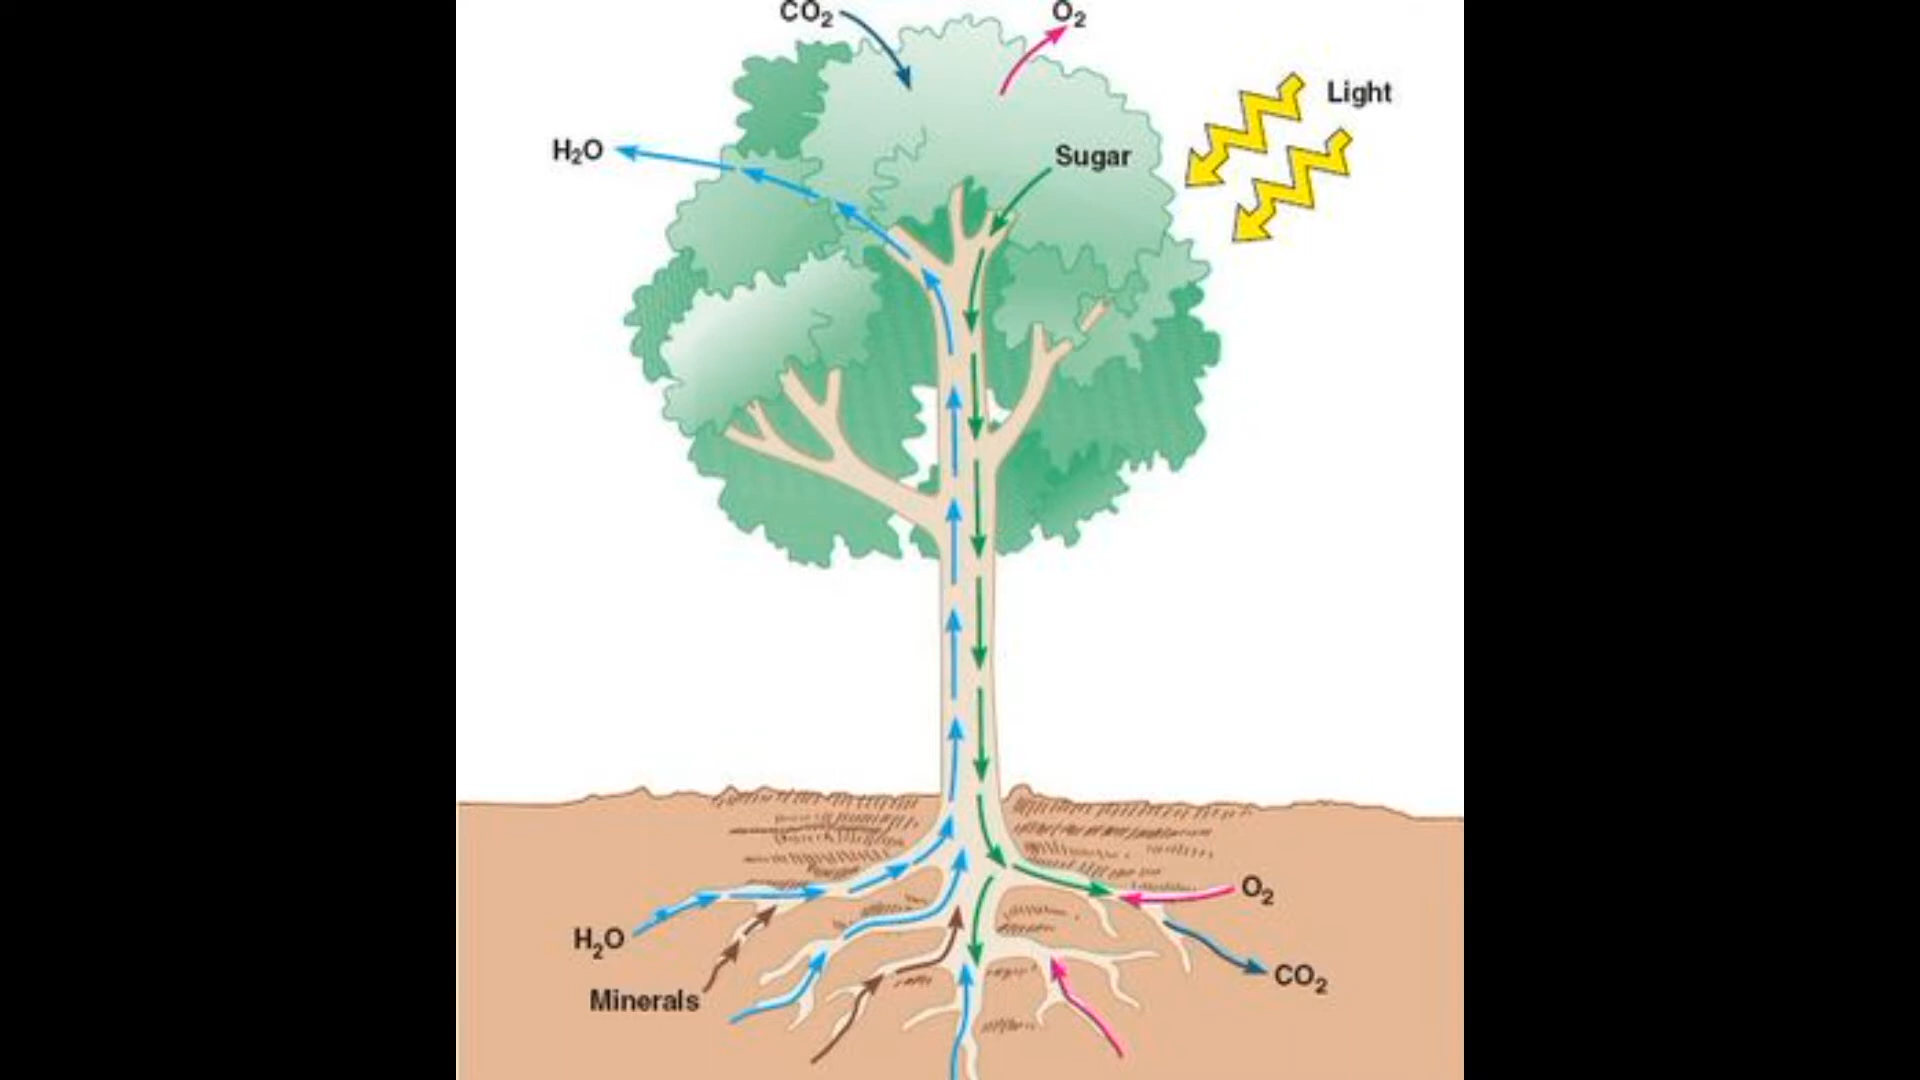 CO₂
O₂
Light
H₂O
Sugar
O₂
H₂O
CO₂
Minerals